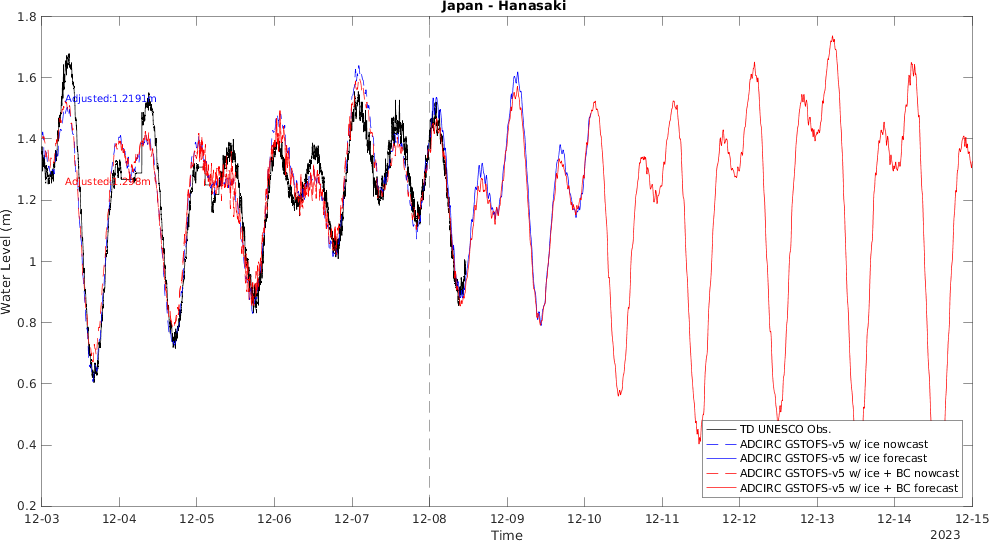 Japan - Hanasaki
1.8
1.6
1.4
1.2
1
0.8
0.6
0.4
0.2
Water Level (m)
Adjusted:1.2191m
Adjusted:1.298m
TD UNESCO Obs.
ADCIRC GSTOFS-v5 w/ ice nowcast
ADCIRC GSTOFS-v5 w/ ice forecast
ADCIRC GSTOFS-v5 w/ ice + BC nowcast
ADCIRC GSTOFS-v5 w/ ice + BC forecast
12-03 12-04 12-05 12-06 12-07 12-08 12-09 12-10 12-11 12-12 12-13 12-14 12-15
Time
2023